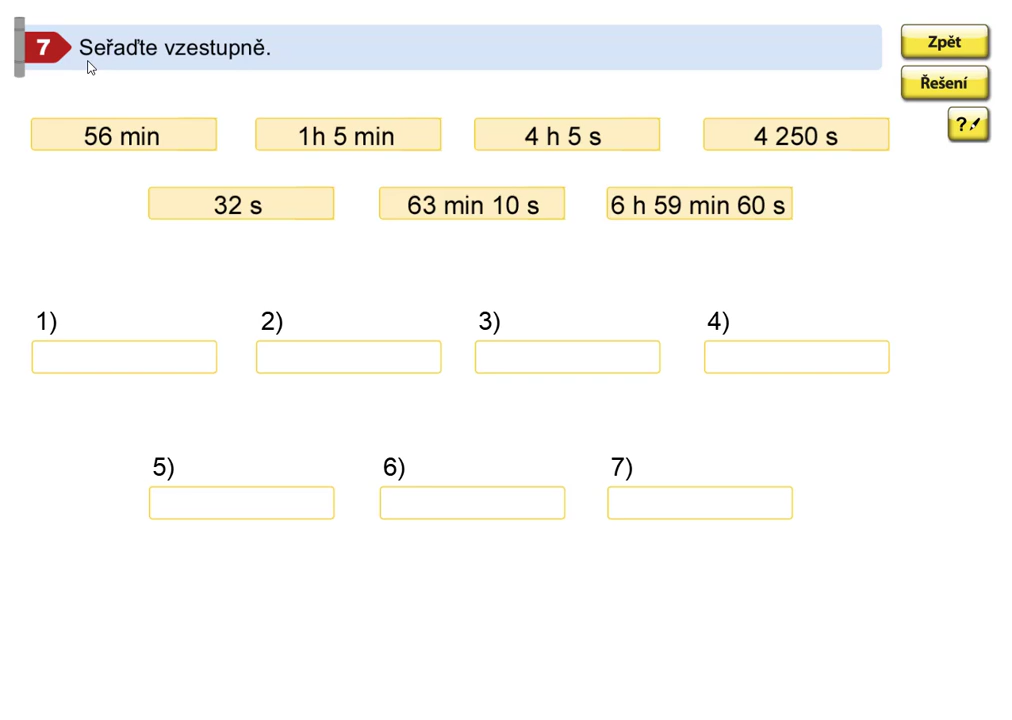 7 Seřaďte vzestupně.
Zpět
Řešení
?
56 min 1h 5 min 4 h 5 s 4 250 s
32 s 63 min 10 s 6 h 59 min 60 s
1) 2) 3) 4)
5) 6) 7)